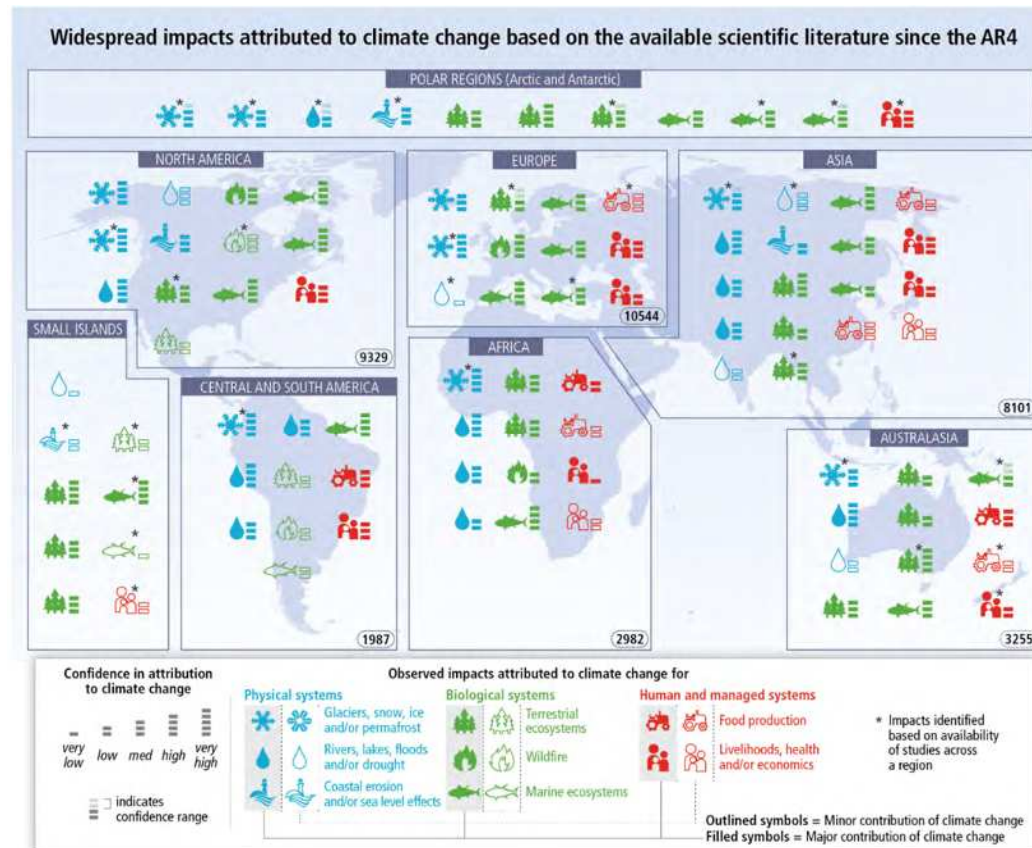 Widespread impacts attributed to climate change based on the available scientific literature since the AR4
POLAR REGIONS (Arctic and Antarctic)
NORTH AMERICA
9329
EUROPE
10544
ASIA
8101
SMALL ISLANDS
CENTRAL AND SOUTH AMERICA
1987
AFRICA
2982
AUSTRALASIA
3255
Confidence in attribution
to climate change
very low
low
med
high
very high
indicates
confidence range
Observed impacts attributed to climate change for
Physical systems
Glaciers, snow, ice
and/or permafrost
Rivers, lakes, floods
and/or drought
Coastal erosion
and/or sea level effects
Biological systems
Terrestrial
ecosystems
Wildfire
Marine ecosystems
Human and managed systems
Food production
Livelihoods, health
and/or economics
* Impacts identified
based on availability
of studies across
a region
Outlined symbols = Minor contribution of climate change
Filled symbols = Major contribution of climate change